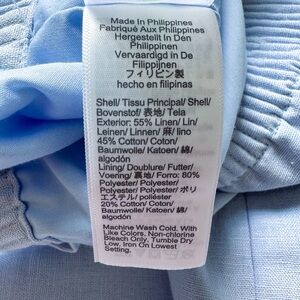 Made In Philippines
Fabriqué Aux Philippines
Hergestellt In Den
Philippinen
Vervaardigd in De
Filippijnen
フィリピン製
hecho en filipinas
Shell/ Tissu Principal/ Shell/
Bovenstof/ 表地/ Tela
Exterior: 55% Linen/ Lin/
Leinen/ Linnen/ 麻/ lino
45% Cotton/ Coton/
Baumwolle/ Katoen/ 綿/
algodón
Lining/ Doublure/ Futter/
Voering/ 裏地/ Forro: 80%
Polyester/ Polyester/
Polyester/ Polyester/ ポリ
エステル/ poliéster
20% Cotton/ Coton/
Baumwolle/ Katoen/ 綿/
algodón
Machine Wash Cold. With
Like Colors. Non-chlorine
Bleach Only, Tumble Dry
Low, Iron On Lowest
Setting.